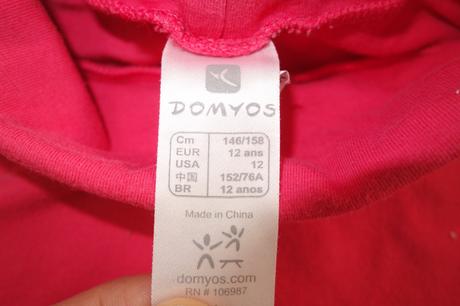 DOMYOS
Cm 146/158
EUR 12 ans
USA 12
中国 152/76A
BR 12 anos
Made in China
domyos.com
RN # 106987